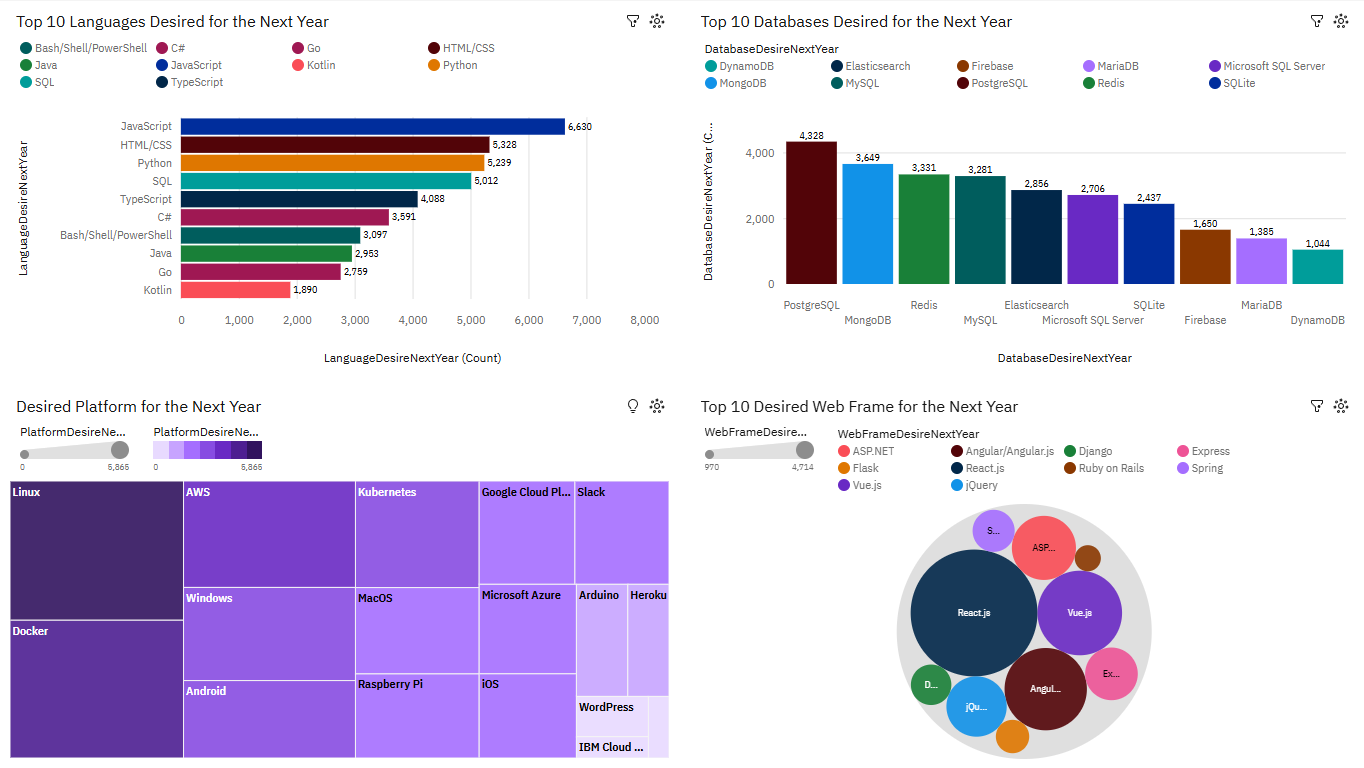 Top 10 Languages Desired for the Next Year
Bash/Shell/PowerShell C# Go HTML/CSS
Java JavaScript Kotlin Python
SQL TypeScript
LanguageDesireNextYear
JavaScript 6,630
HTML/CSS 5,328
Python 5,239
SQL 5,012
TypeScript 4,088
C# 3,591
Bash/Shell/PowerShell 3,097
Java 2,953
Go 2,759
Kotlin 1,890
0 1,000 2,000 3,000 4,000 5,000 6,000 7,000 8,000
LanguageDesireNextYear (Count)
Top 10 Databases Desired for the Next Year
DatabaseDesireNextYear
DynamoDB Elasticsearch Firebase MariaDB Microsoft SQL Server
MongoDB MySQL PostgreSQL Redis SQLite
DatabaseDesireNextYear (C...
4,000
2,000
0
4,328 3,649 3,331 3,281 2,856 2,706 2,437 1,650 1,385 1,044
PostgreSQL Redis Elasticsearch SQLite MariaDB
MongoDB MySQL Microsoft SQL Server Firebase DynamoDB
DatabaseDesireNextYear
Desired Platform for the Next Year
PlatformDesireNe... PlatformDesireNe...
0 5,865 0 5,865
Linux AWS Kubernetes Google Cloud Pl... Slack
Docker Windows MacOS Microsoft Azure Arduino Heroku
Android Raspberry Pi iOS WordPress
IBM Cloud ...
Top 10 Desired Web Frame for the Next Year
WebFrameDesire... WebFrameDesireNextYear
970 4,714
ASP.NET Angular/Angular.js Django Express
Flask React.js Ruby on Rails Spring
Vue.js jQuery
S... ASP...
React.js Vue.js
D... jQu... Angul... Ex...